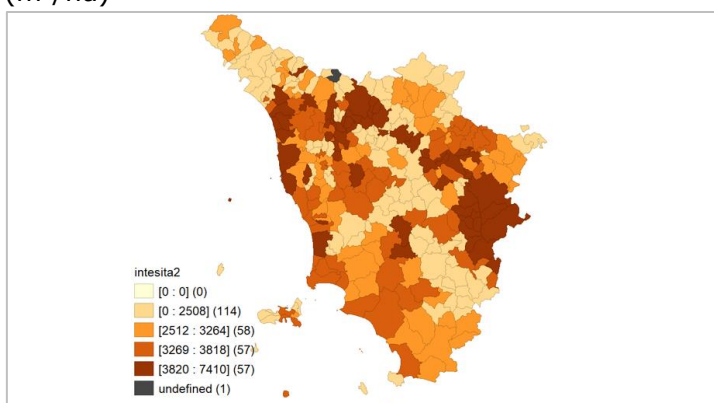 intesita2
[0 : 0] (0)
[0 : 2508] (114)
[2512 : 3264] (58)
[3269 : 3818] (57)
[3820 : 7410] (57)
undefined (1)